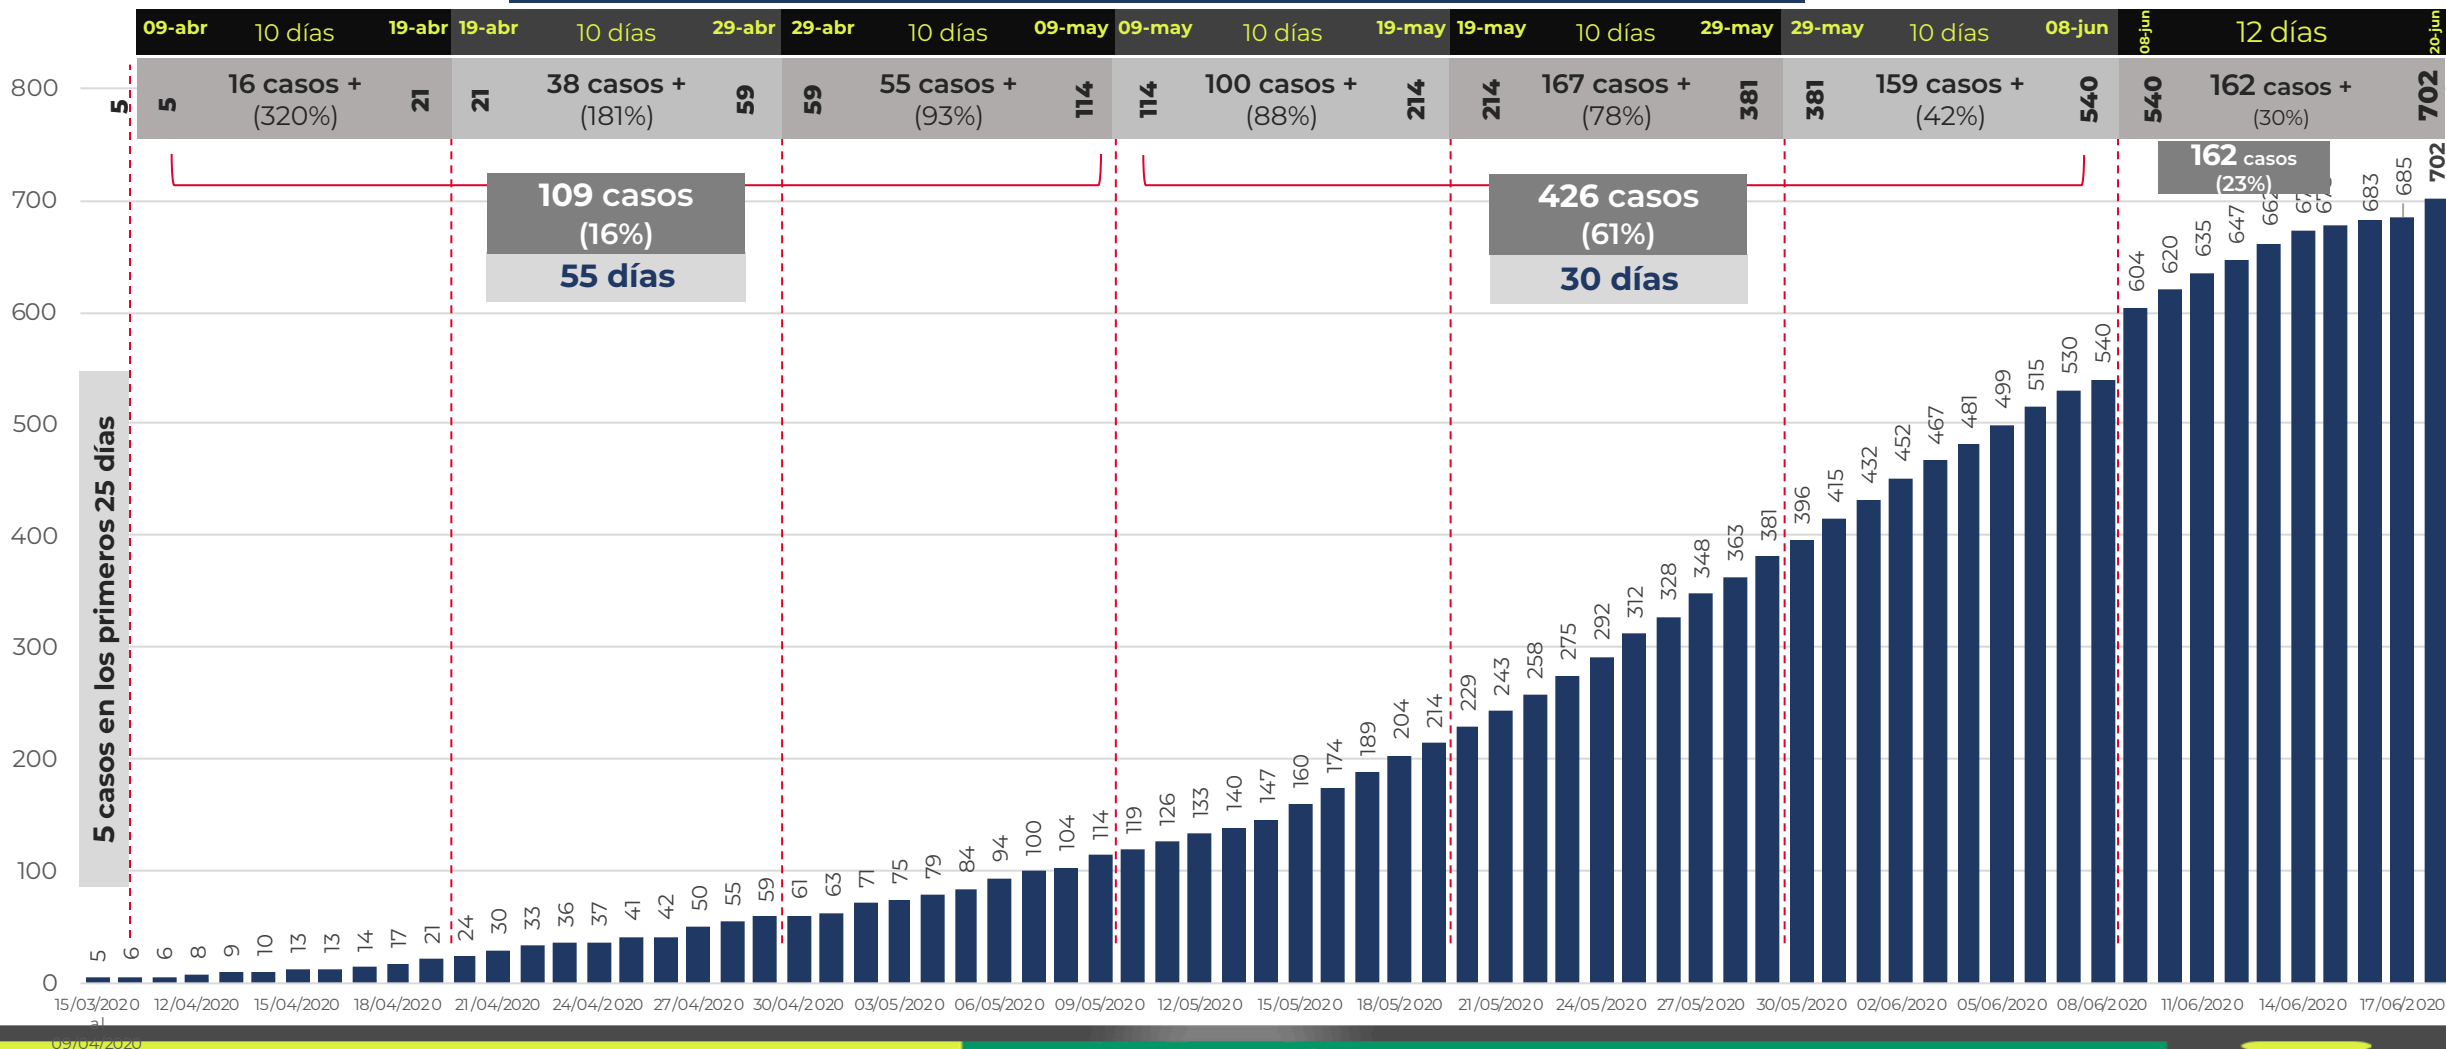 09-abr 10 días 19-abr 19-abr 10 días 29-abr 29-abr 10 días 09-may 09-may 10 días 19-may 19-may 10 días 29-may 29-may 10 días 08-jun 08-jun 12 días 20-jun
800 5 5 16 casos + 21 21 38 casos + 59 59 55 casos + 114 114 100 casos + 214 214 167 casos + 381 381 159 casos + 540 540 162 casos + 702
(320%) (181%) (93%) (88%) (78%) (42%) (30%)
109 casos
(16%)
55 días
426 casos
(61%)
30 días
162 casos
(23%)
700
600
500
400
300
200
100
0
5 casos en los primeros 25 días
5 6 6 8 9 10 13 13 14 17 21 24 30 33 36 37 41 42 50 55 59 61 63 71 75 79 84 94 100 104 114 119 126 133 140 147 160 174 189 204 214 229 243 258 275 292 312 328 348 363 381 396 415 432 452 467 481 499 515 530 540 604 620 635 647 683 685 702
15/03/2020 12/04/2020 15/04/2020 18/04/2020 21/04/2020 24/04/2020 27/04/2020 30/04/2020 03/05/2020 06/05/2020 09/05/2020 12/05/2020 15/05/2020 18/05/2020 21/05/2020 24/05/2020 27/05/2020 30/05/2020 02/06/2020 05/06/2020 08/06/2020 11/06/2020 14/06/2020 17/06/2020
al
09/04/2020